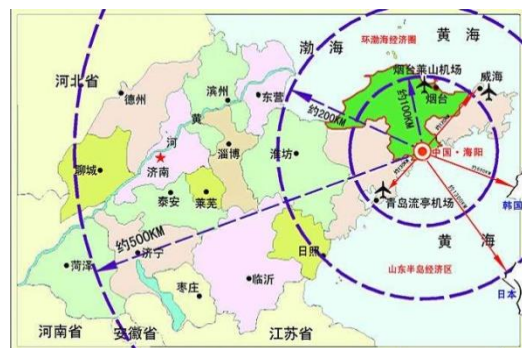 环渤海经济圈
黄 海
渤 海
河北省
烟台莱山机场
威海
滨州
东营
烟台
德州
约200KM
约100KM
黄
河
中国·海阳
聊城
济南
淄博
淮坊
泰安
莱芜
青岛流亭机场
韩国
约500KM
黄 海
菏泽
济宁
日照
山东半岛经济区
临沂
枣庄
日本
河南省
安徽省
江苏省